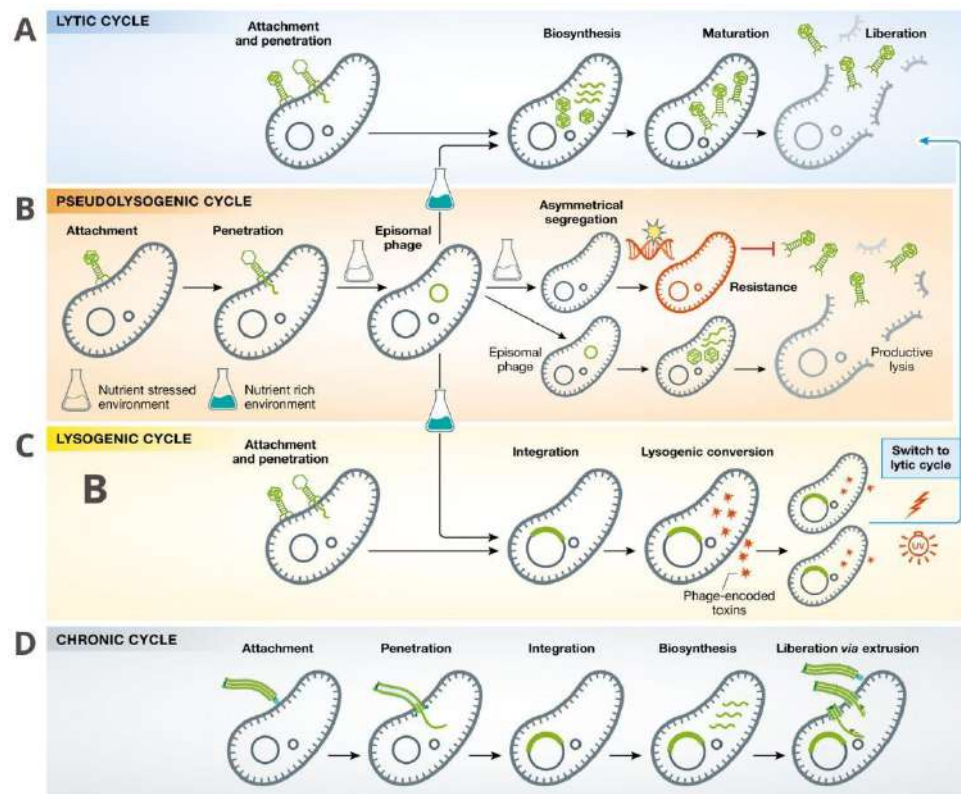 A
LYTIC CYCLE
Attachment
and penetration
Biosynthesis
Maturation
Liberation
B
PSEUDOLYSOGENIC CYCLE
Attachment
Penetration
Episomal
phage
Asymmetrical
segregation
Resistance
Episomal
phage
Productive
lysis
Nutrient stressed
environment
Nutrient rich
environment
C
LYSOGENIC CYCLE
B
Attachment
and penetration
Integration
Lysogenic conversion
Switch to
lytic cycle
UV
Phage-encoded
toxins
D
CHRONIC CYCLE
Attachment
Penetration
Integration
Biosynthesis
Liberation via extrusion